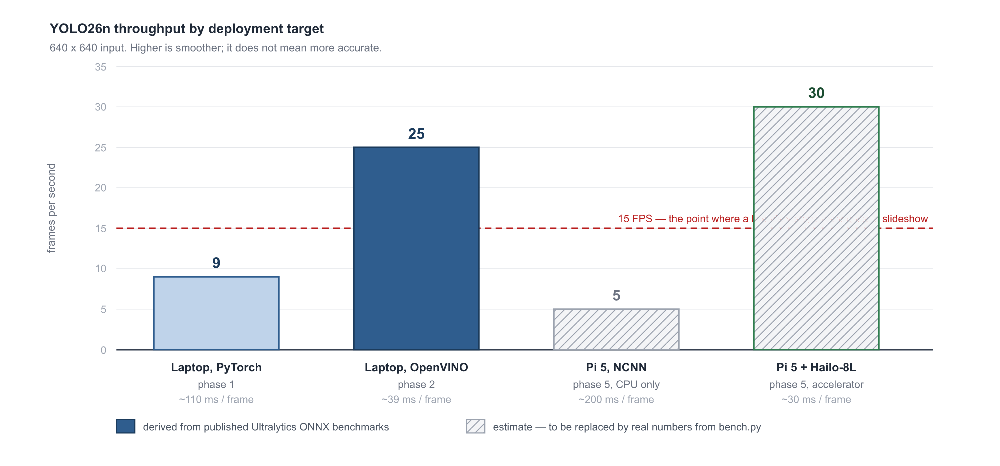 YOLO26n throughput by deployment target
640 x 640 input. Higher is smoother; it does not mean more accurate.
frames per second
35
30
25
20
15
10
5
0
9
25
5
30
15 FPS — the point where a slideshow
Laptop, PyTorch
phase 1
~110 ms / frame
Laptop, OpenVINO
phase 2
~39 ms / frame
Pi 5, NCNN
phase 5, CPU only
~200 ms / frame
Pi 5 + Hailo-8L
phase 5, accelerator
~30 ms / frame
derived from published Ultralytics ONNX benchmarks
estimate — to be replaced by real numbers from bench.py